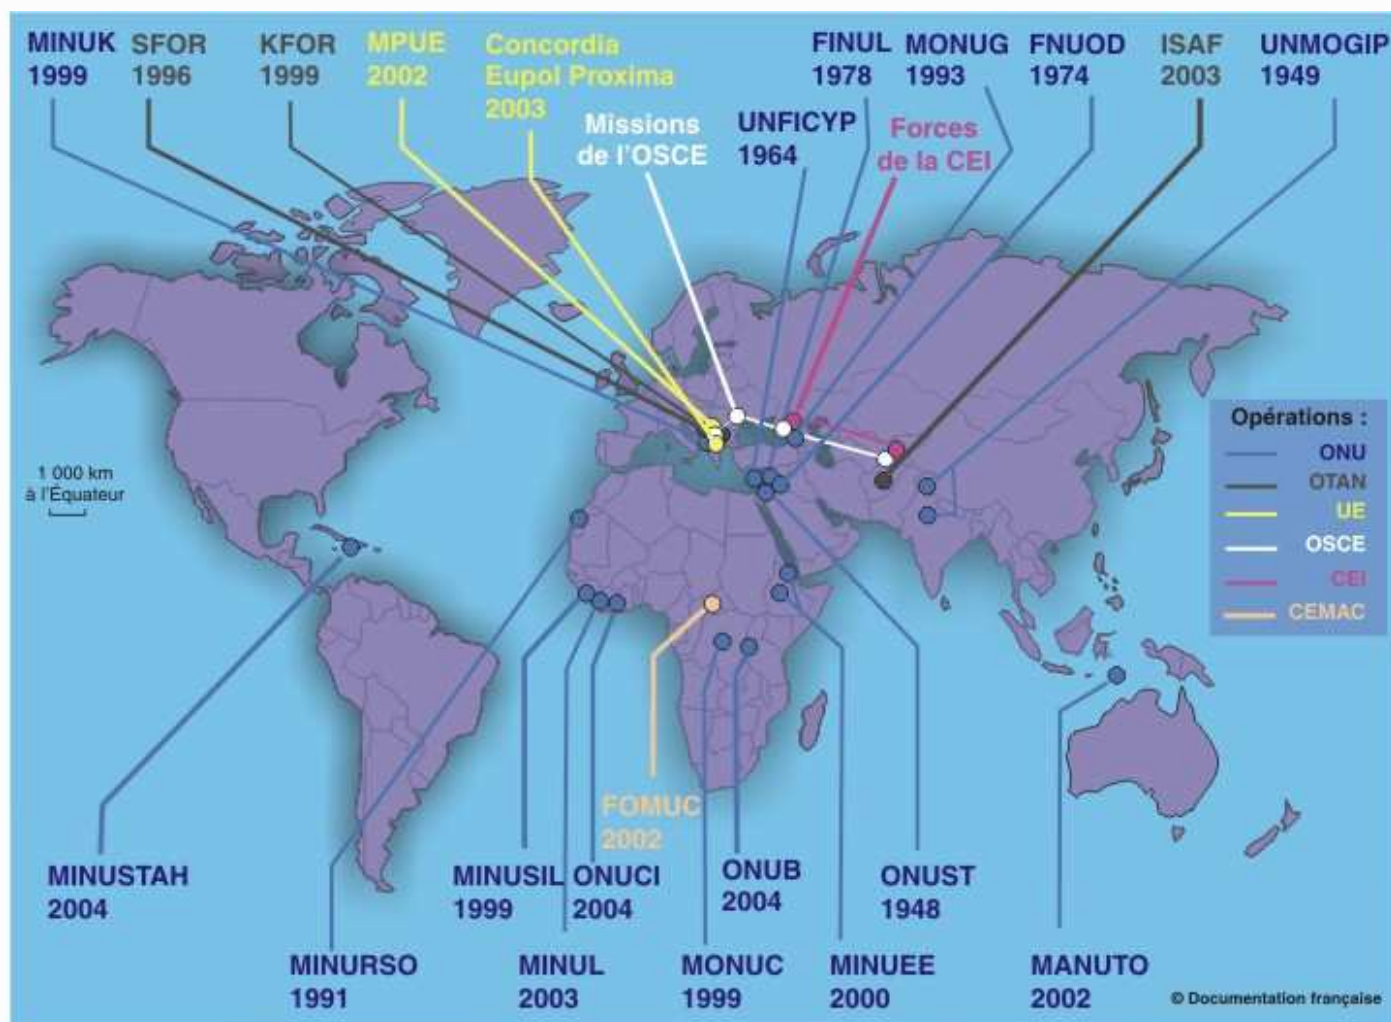 MINUK
1999
SFOR
1996
KFOR
1999
MPUE
2002
Concordia
Eupol Proxima
2003
Missions
de l'OSCE
UNFICYP
1964
FINUL
1978
MONUG
1993
Forces
de la CEI
FNUOD
1974
ISAF
2003
UNMOGIP
1949
Opérations :
ONU
OTAN
UE
OSCE
CEI
CEMAC
1 000 km
à l'Équateur
FOMUC
2002
MINUSTAH
2004
MINUSIL
1999
ONUCI
2004
ONUB
2004
ONUST
1948
MINURSO
1991
MINUL
2003
MONUC
1999
MINUEE
2000
MANUTO
2002
© Documentation française